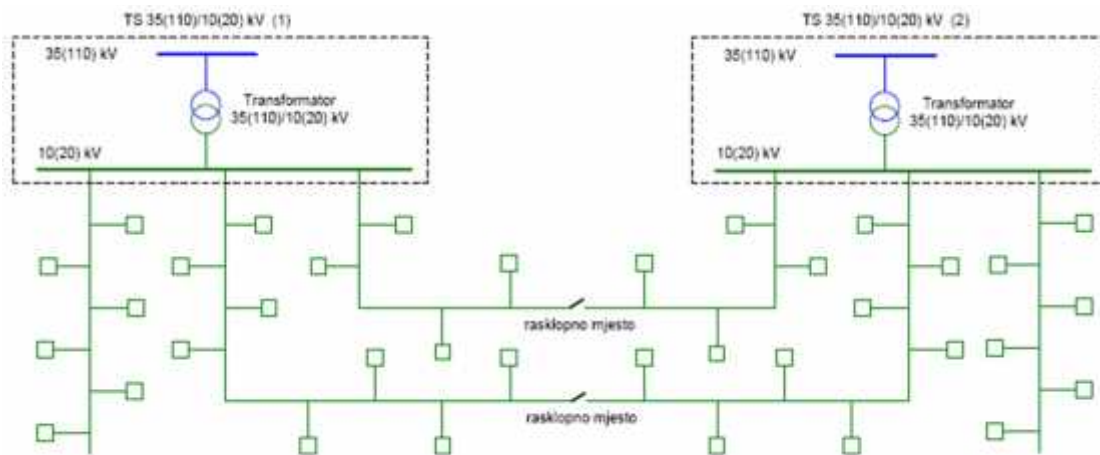 TS 35(110)/10(20) kV (1)
35(110) kV
Transformator
35(110)/10(20) kV
10(20) kV
TS 35(110)/10(20) kV (2)
35(110) kV
Transformator
35(110)/10(20) kV
10(20) kV
rasklopno mjesto
rasklopno mjesto